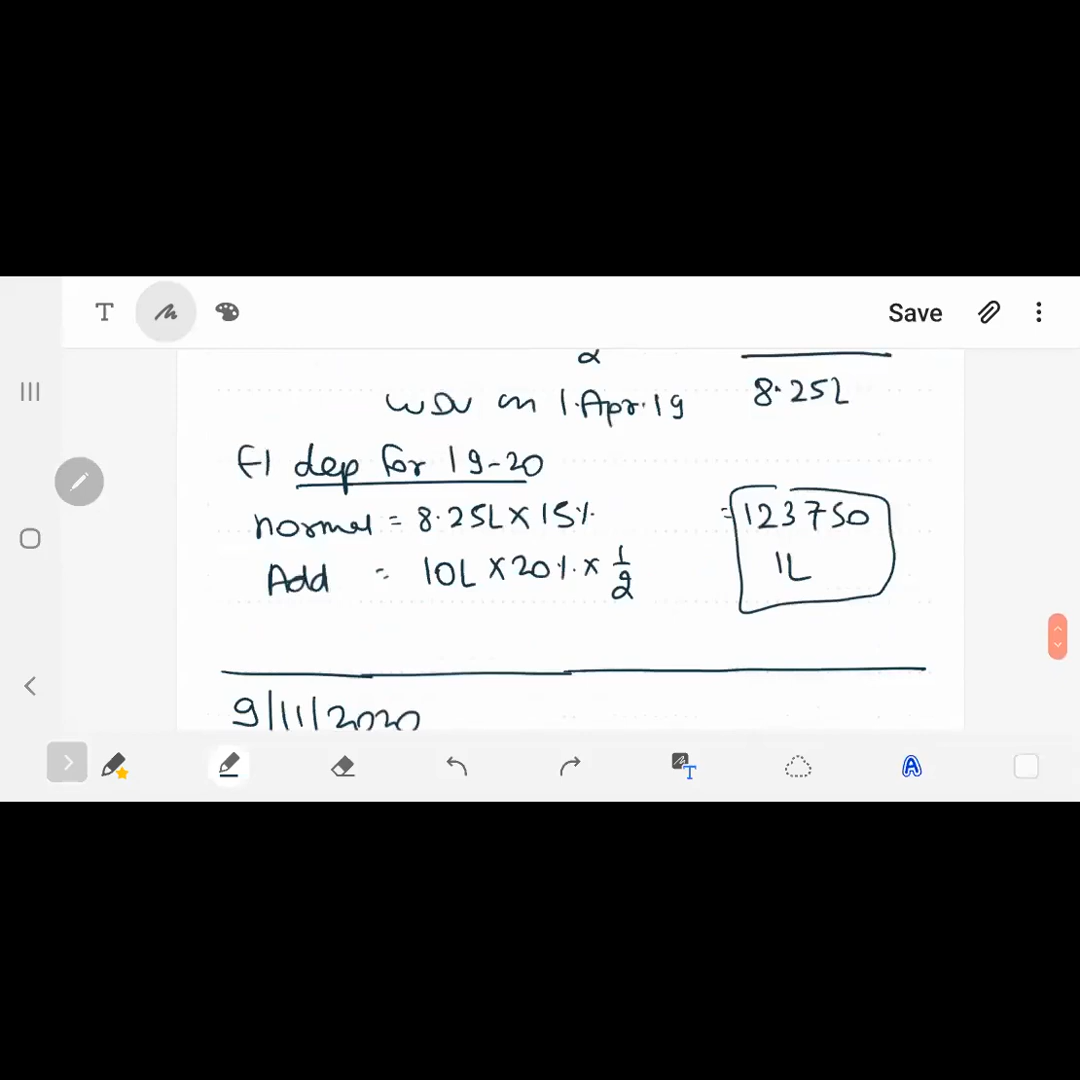 T Save
2
WDV on 1.Apr.19 8.25L
dep for 19-20
normal = 8.25L X 15%. = 123750
Add = 10L X 20%. X 1/2 1L
9/11/2020
T
A